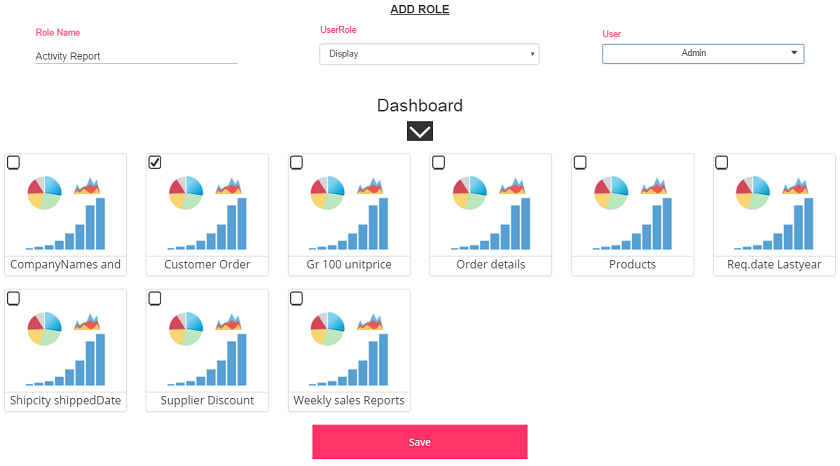 ADD ROLE
Role Name
UserRole
User
Activity Report
Display
Admin
Dashboard
CompanyNames and
Customer Order
Gr 100 unitprice
Order details
Products
Req.date Lastyear
Shipcity shippedDate
Supplier Discount
Weekly sales Reports
Save